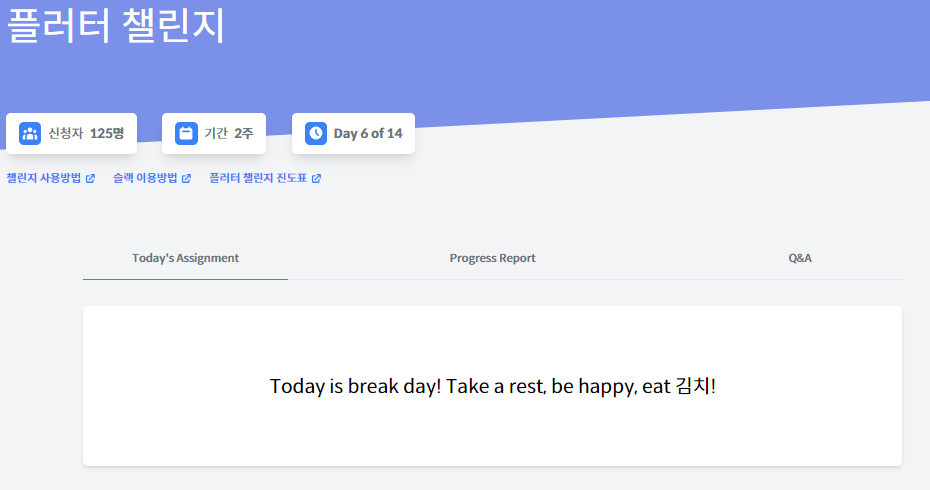 플러터 챌린지
신청자 125명 기간 2주 Day 6 of 14
챌린지 사용방법 슬랙 이용방법 플러터 챌린지 진도표
Today's Assignment Progress Report Q&A
Today is break day! Take a rest, be happy, eat 김치!